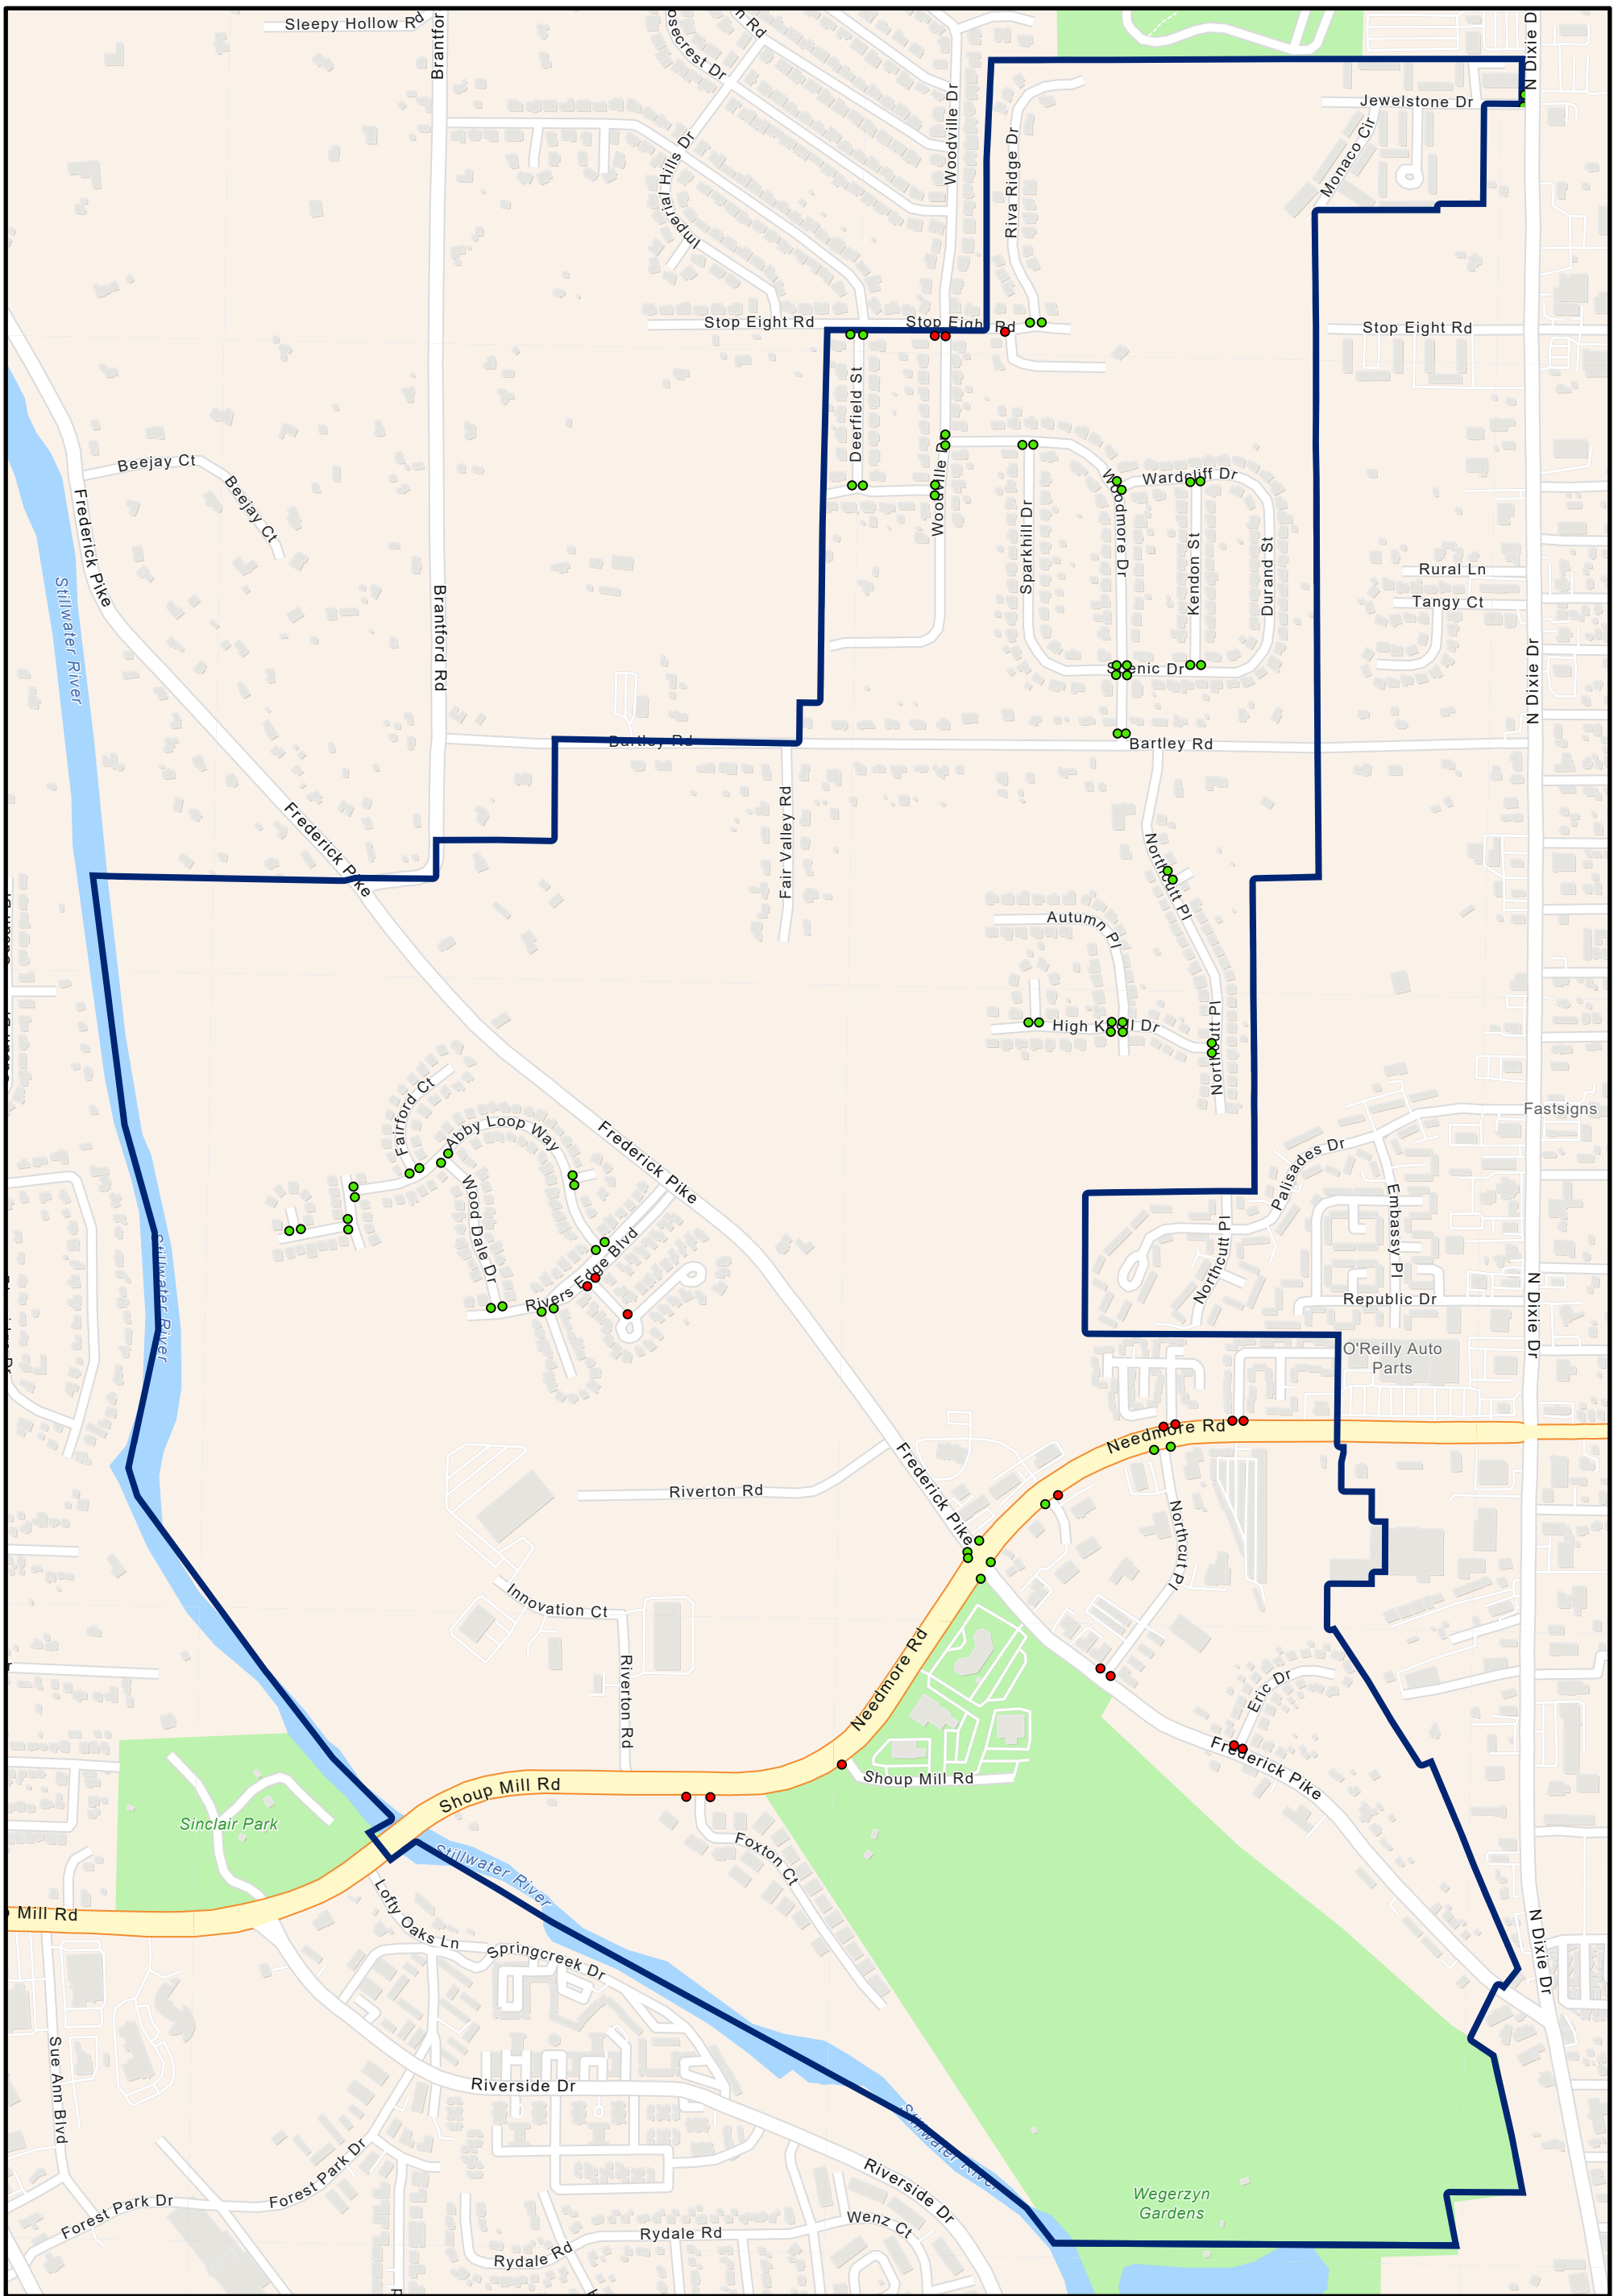 Sleepy Hollow Rd
Brantfor
osecrest Dr
n Rd
Woodville Dr
N Dixie D
Jewelstone Dr
Monaco Cir
Riva Ridge Dr
Imperial Hills Dr
Stop Eight Rd
Stop Eight Rd
Stop Eight Rd
Deerfield St
Beejay Ct
Beejay Ct
Frederick Pike
Wardcliff Dr
Woodmore Dr
Sparkhill Dr
Kendon St
Durand St
Rural Ln
Tangy Ct
Stillwater River
Brantford Rd
N Dixie Dr
Scenic Dr
Bartley Rd
Bartley Rd
Frederick Pike
Fair Valley Rd
Northcutt Pl
Autumn Pl
High Knoll Dr
Northcutt Pl
Fairford Ct
Abby Loop Way
Frederick Pike
Fastsigns
Palisades Dr
Embassy Pl
Wood Dale Dr
Rivers Edge Blvd
Northcutt Pl
Republic Dr
N Dixie Dr
Stillwater River
O'Reilly Auto
Parts
Needmore Rd
Riverton Rd
Frederick Pike
Northcut Pl
Innovation Ct
Riverton Rd
Needmore Rd
Eric Dr
Frederick Pike
Shoup Mill Rd
Shoup Mill Rd
Sinclair Park
Foxton Ct
Stillwater River
Mill Rd
Lofty Oaks Ln
Springcreek Dr
N Dixie Dr
Sue Ann Blvd
Riverside Dr
Stillwater River
Riverside Dr
Forest Park Dr
Forest Park Dr
Wegerzyn
Gardens
Wenz Ct
Rydale Rd
Rydale Rd